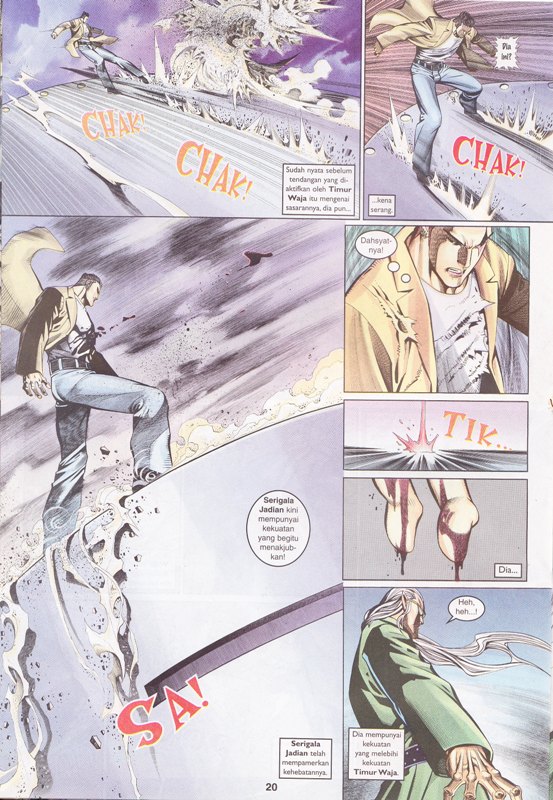 CHAK!
CHAK!
Sudah nyata sebelum
tendangan yang di-
aktifkan oleh Timur
Waja itu mengenai
sasarannya, dia pun...
Dia
ini?
CHAK!
...kena
serang.
Dahsyat-
nya!
TIK...
Serigala
Jadian kini
mempunyai
kekuatan
yang begitu
menakjub-
kan!
Dia...
SA!
Serigala
Jadian telah
mempamerkan
kehebatannya.
Heh,
heh...!
Dia mempunyai
kekuatan
yang melebihi
kekuatan
Timur Waja.
20